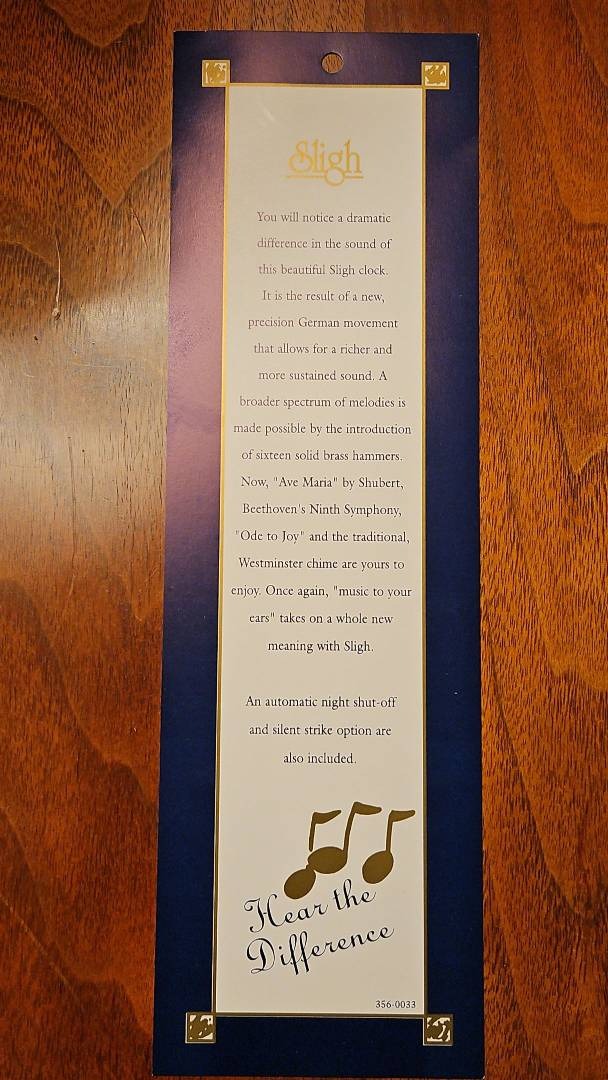 Sligh
You will notice a dramatic
difference in the sound of
this beautiful Sligh clock.
It is the result of a new,
precision German movement
that allows for a richer and
more sustained sound. A
broader spectrum of melodies is
made possible by the introduction
of sixteen solid brass hammers.
Now, "Ave Maria" by Shubert,
Beethoven's Ninth Symphony,
"Ode to Joy" and the traditional,
Westminster chime are yours to
enjoy. Once again, "music to your
ears" takes on a whole new
meaning with Sligh.
An automatic night shut-off
and silent strike option are
also included.
Hear the
Difference
356-0033